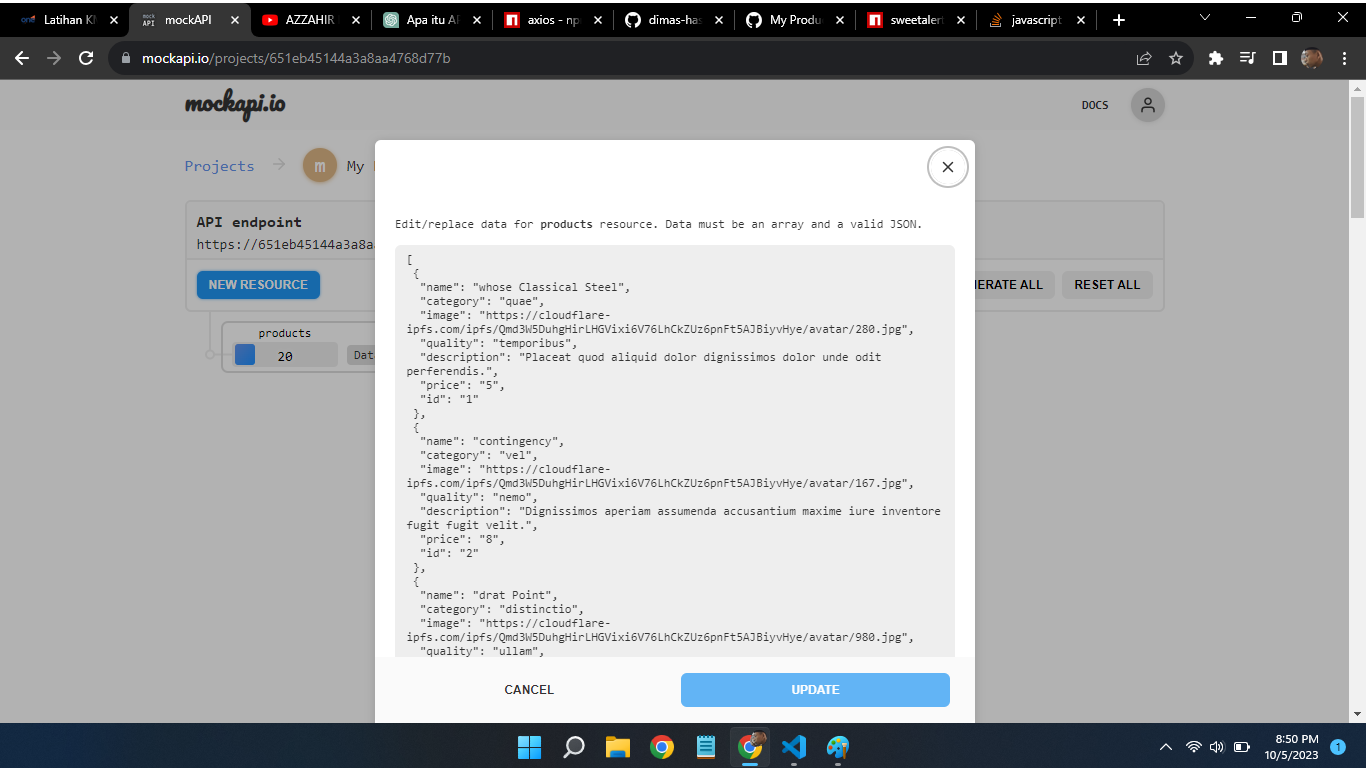 Latihan KM
mockAPI
AZZAHIR
Apa itu AP
axios - np
dimas-has
My Produ
sweetaler
javascript
mockapi.io/projects/651eb45144a3a8aa4768d77b
mockapi.io
DOCS
Projects
m
My
API endpoint
https://651eb45144a3a8aa
NEW RESOURCE
NERATE ALL
RESET ALL
products
20
Dat
Edit/replace data for products resource. Data must be an array and a valid JSON.
[
{
"name": "whose Classical Steel",
"category": "quae",
"image": "https://cloudflare-
ipfs.com/ipfs/Qmd3W5DuhgHirLHGVixi6V76LhCkZUz6pnFt5AJBiyvHye/avatar/280.jpg",
"quality": "temporibus",
"description": "Placeat quod aliquid dolor dignissimos dolor unde odit
perferendis.",
"price": "5",
"id": "1"
},
{
"name": "contingency",
"category": "vel",
"image": "https://cloudflare-
ipfs.com/ipfs/Qmd3W5DuhgHirLHGVixi6V76LhCkZUz6pnFt5AJBiyvHye/avatar/167.jpg",
"quality": "nemo",
"description": "Dignissimos aperiam assumenda accusantium maxime iure inventore
fugit fugit velit.",
"price": "8",
"id": "2"
},
{
"name": "drat Point",
"category": "distinctio",
"image": "https://cloudflare-
ipfs.com/ipfs/Qmd3W5DuhgHirLHGVixi6V76LhCkZUz6pnFt5AJBiyvHye/avatar/980.jpg",
"quality": "ullam",
CANCEL
UPDATE
8:50 PM
10/5/2023
1